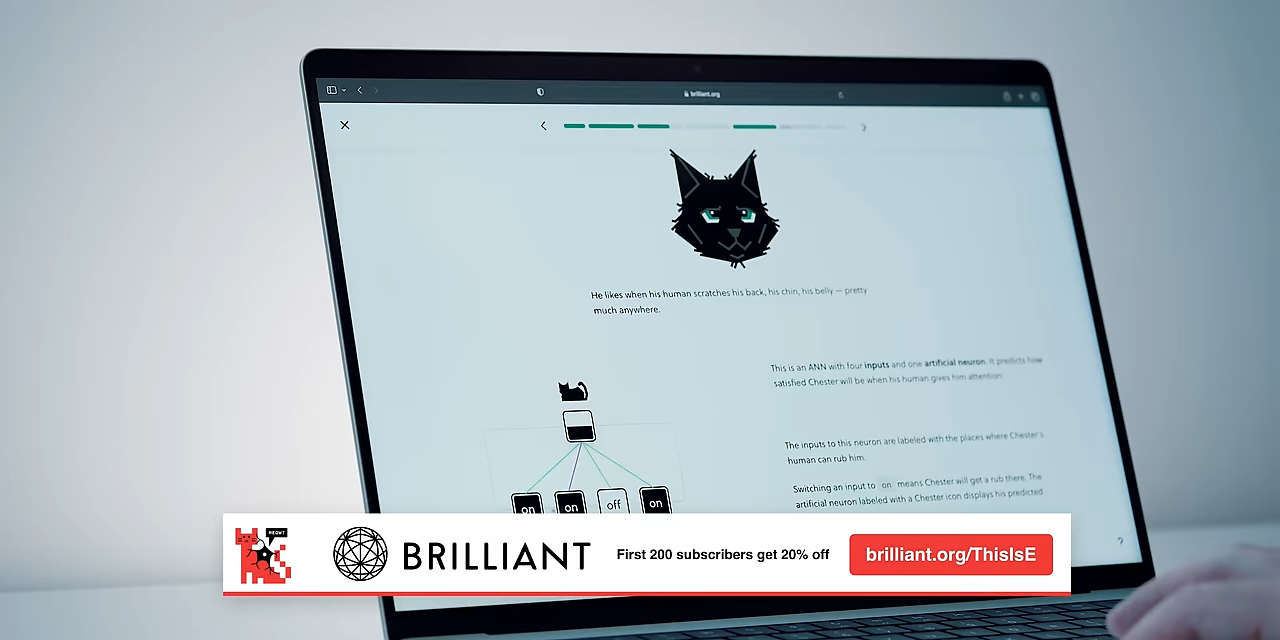 brilliant.org
He likes when his human scratches his back, his chin, his belly — pretty
much anywhere.
This is an ANN with four inputs and one artificial neuron. It predicts how
satisfied Chester will be when his human gives him attention.
The inputs to this neuron are labeled with the places where Chester's
human can rub him.
Switching an input to on means Chester will get a rub there. The
artificial neuron labeled with a Chester icon displays his predicted
on
on
off
on
?
MEOW!
BRILLIANT
First 200 subscribers get 20% off
brilliant.org/ThisIsE